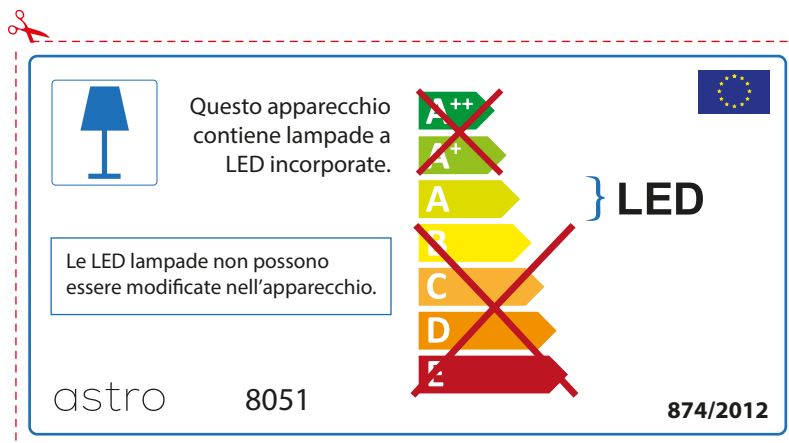 Questo apparecchio
contiene lampade a
LED incorporate.
Le LED lampade non possono
essere modificate nell'apparecchio.
A++
A+
A
B
C
D
E
LED
astro
8051
874/2012